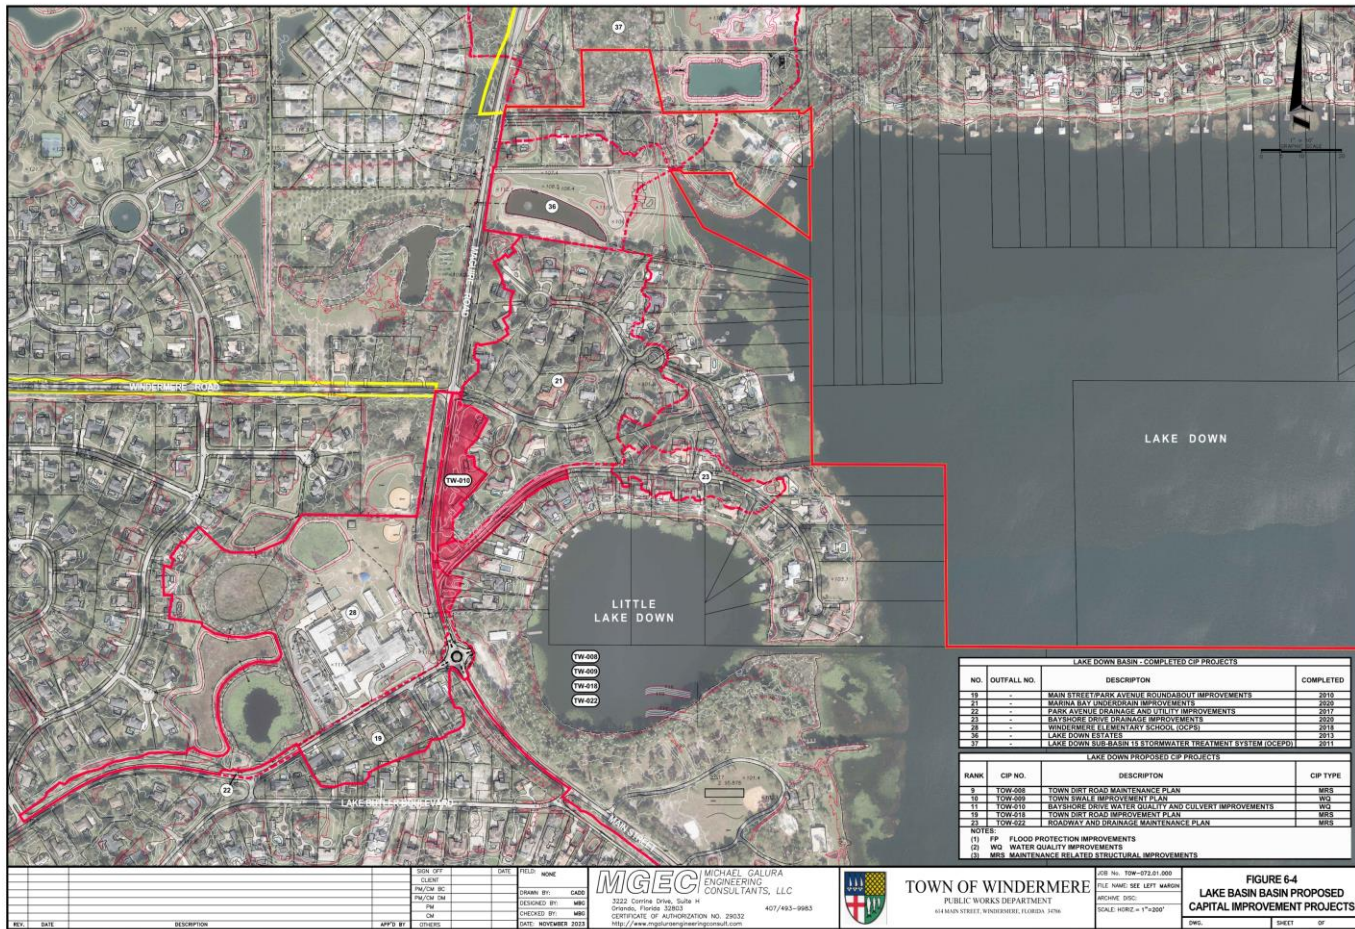 37
36
McGUIRE ROAD
WINDERMERE ROAD
21
LAKE DOWN
TW-010
23
LITTLE
LAKE DOWN
28
TW-008
TW-009
TW-018
TW-022
19
22
LAKE BUTLER BOULEVARD
MAIN STREET
GRAPHIC SCALE
LAKE DOWN BASIN - COMPLETED CIP PROJECTS
NO. OUTFALL NO. DESCRIPTON COMPLETED
19 - MAIN STREET/PARK AVENUE ROUNDABOUT IMPROVEMENTS 2010
21 - MARINA BAY UNDERDRAIN IMPROVEMENTS 2020
22 - PARK AVENUE DRAINAGE AND UTILITY IMPROVEMENTS 2017
23 - BAYSHORE DRIVE DRAINAGE IMPROVEMENTS 2020
28 - WINDERMERE ELEMENTARY SCHOOL (OCPS) 2018
36 - LAKE DOWN ESTATES 2013
37 - LAKE DOWN SUB-BASIN 15 STORMWATER TREATMENT SYSTEM (OCEPD) 2011
LAKE DOWN PROPOSED CIP PROJECTS
RANK CIP NO. DESCRIPTON CIP TYPE
9 TOW-008 TOWN DIRT ROAD MAINTENANCE PLAN MRS
10 TOW-009 TOWN SWALE IMPROVEMENT PLAN WQ
11 TOW-010 BAYSHORE DRIVE WATER QUALITY AND CULVERT IMPROVEMENTS WQ
19 TOW-018 TOWN DIRT ROAD IMPROVEMENT PLAN MRS
23 TOW-022 ROADWAY AND DRAINAGE MAINTENANCE PLAN MRS
NOTES:
(1) FP FLOOD PROTECTION IMPROVEMENTS
(2) WQ WATER QUALITY IMPROVEMENTS
(3) MRS MAINTENANCE RELATED STRUCTURAL IMPROVEMENTS
REV. DATE DESCRIPTION APP'D BY
SIGN OFF DATE
CLIENT
PM/CM BC
PM/CM DM
PM
CM
OTHERS
FIELD: NONE
DRAWN BY: CADD
DESIGNED BY: MBG
CHECKED BY: MBG
DATE: NOVEMBER 2023
MGEC MICHAEL GALURA
ENGINEERING
CONSULTANTS, LLC
3222 Corrine Drive, Suite H
Orlando, Florida 32803 407/493-9983
CERTIFICATE OF AUTHORIZATION NO. 29032
http://www.mgaluraengineeringconsult.com
TOWN OF WINDERMERE
PUBLIC WORKS DEPARTMENT
614 MAIN STREET, WINDERMERE, FLORIDA 34786
JOB No. TOW-072.01.000
FILE NAME: SEE LEFT MARGIN
ARCHIVE DISC:
SCALE: HORIZ.= 1"=200'
FIGURE 6-4
LAKE BASIN BASIN PROPOSED
CAPITAL IMPROVEMENT PROJECTS
DWG. SHEET OF